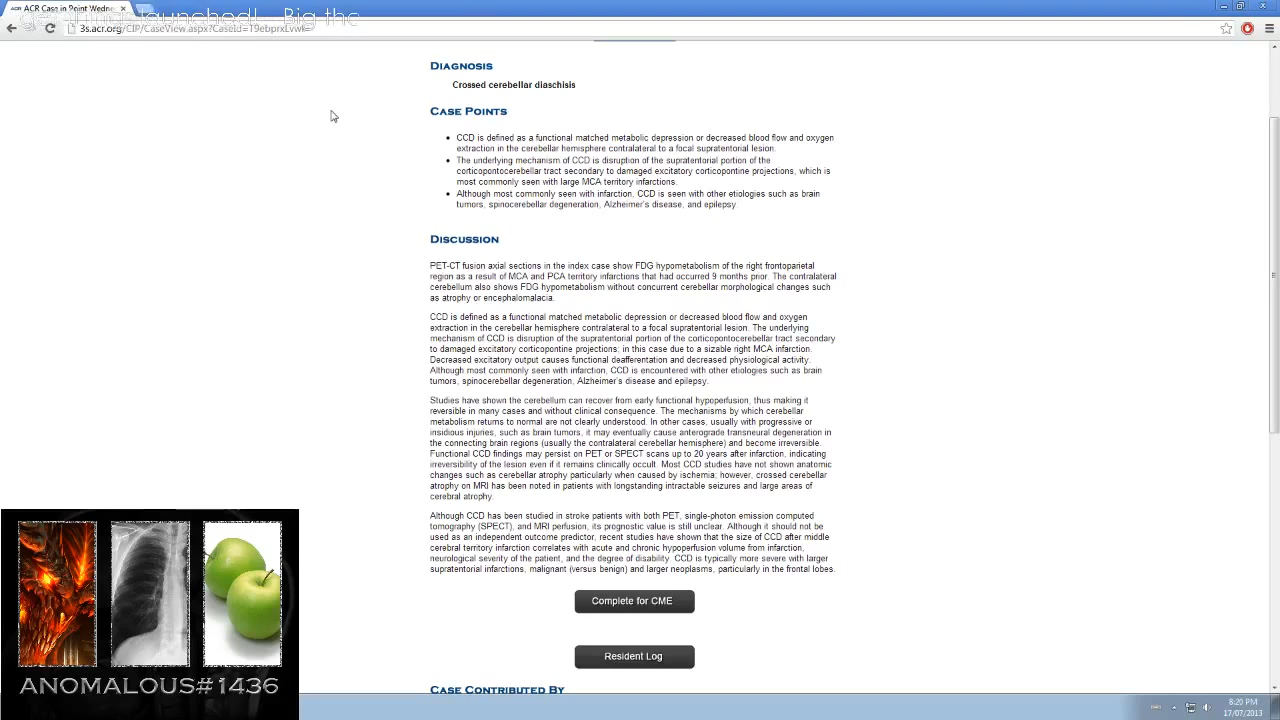 ACR Case in Point Wedne
launched! Big the
3s.acr.org/CIP/CaseView.aspx?CaseId=T9ebprxLvwk=
Diagnosis
Crossed cerebellar diaschisis
Case Points
• CCD is defined as a functional matched metabolic depression or decreased blood flow and oxygen
extraction in the cerebellar hemisphere contralateral to a focal supratentorial lesion.
• The underlying mechanism of CCD is disruption of the supratentorial portion of the
corticopontocerebellar tract secondary to damaged excitatory corticopontine projections, which is
most commonly seen with large MCA territory infarctions.
• Although most commonly seen with infarction, CCD is seen with other etiologies such as brain
tumors, spinocerebellar degeneration, Alzheimer's disease, and epilepsy.
Discussion
PET-CT fusion axial sections in the index case show FDG hypometabolism of the right frontoparietal
region as a result of MCA and PCA territory infarctions that had occurred 9 months prior. The contralateral
cerebellum also shows FDG hypometabolism without concurrent cerebellar morphological changes such
as atrophy or encephalomalacia.
CCD is defined as a functional matched metabolic depression or decreased blood flow and oxygen
extraction in the cerebellar hemisphere contralateral to a focal supratentorial lesion. The underlying
mechanism of CCD is disruption of the supratentorial portion of the corticopontocerebellar tract secondary
to damaged excitatory corticopontine projections; in this case due to a sizable right MCA infarction.
Decreased excitatory output causes functional deafferentation and decreased physiological activity.
Although most commonly seen with infarction, CCD is encountered with other etiologies such as brain
tumors, spinocerebellar degeneration, Alzheimer's disease and epilepsy.
Studies have shown the cerebellum can recover from early functional hypoperfusion, thus making it
reversible in many cases and without clinical consequence. The mechanisms by which cerebellar
metabolism returns to normal are not clearly understood. In other cases, usually with progressive or
insidious injuries, such as brain tumors, it may eventually cause anterograde transneural degeneration in
the connecting brain regions (usually the contralateral cerebellar hemisphere) and become irreversible.
Functional CCD findings may persist on PET or SPECT scans up to 20 years after infarction, indicating
irreversibility of the lesion even if it remains clinically occult. Most CCD studies have not shown anatomic
changes such as cerebellar atrophy particularly when caused by ischemia; however, crossed cerebellar
atrophy on MRI has been noted in patients with longstanding intractable seizures and large areas of
cerebral atrophy.
Although CCD has been studied in stroke patients with both PET, single-photon emission computed
tomography (SPECT), and MRI perfusion, its prognostic value is still unclear. Although it should not be
used as an independent outcome predictor, recent studies have shown that the size of CCD after middle
cerebral territory infarction correlates with acute and chronic hypoperfusion volume from infarction,
neurological severity of the patient, and the degree of disability. CCD is typically more severe with larger
supratentorial infarctions, malignant (versus benign) and larger neoplasms, particularly in the frontal lobes.
Complete for CME
Resident Log
Case Contributed By
ANOMALOUS#1436
8:20 PM
17/07/2013